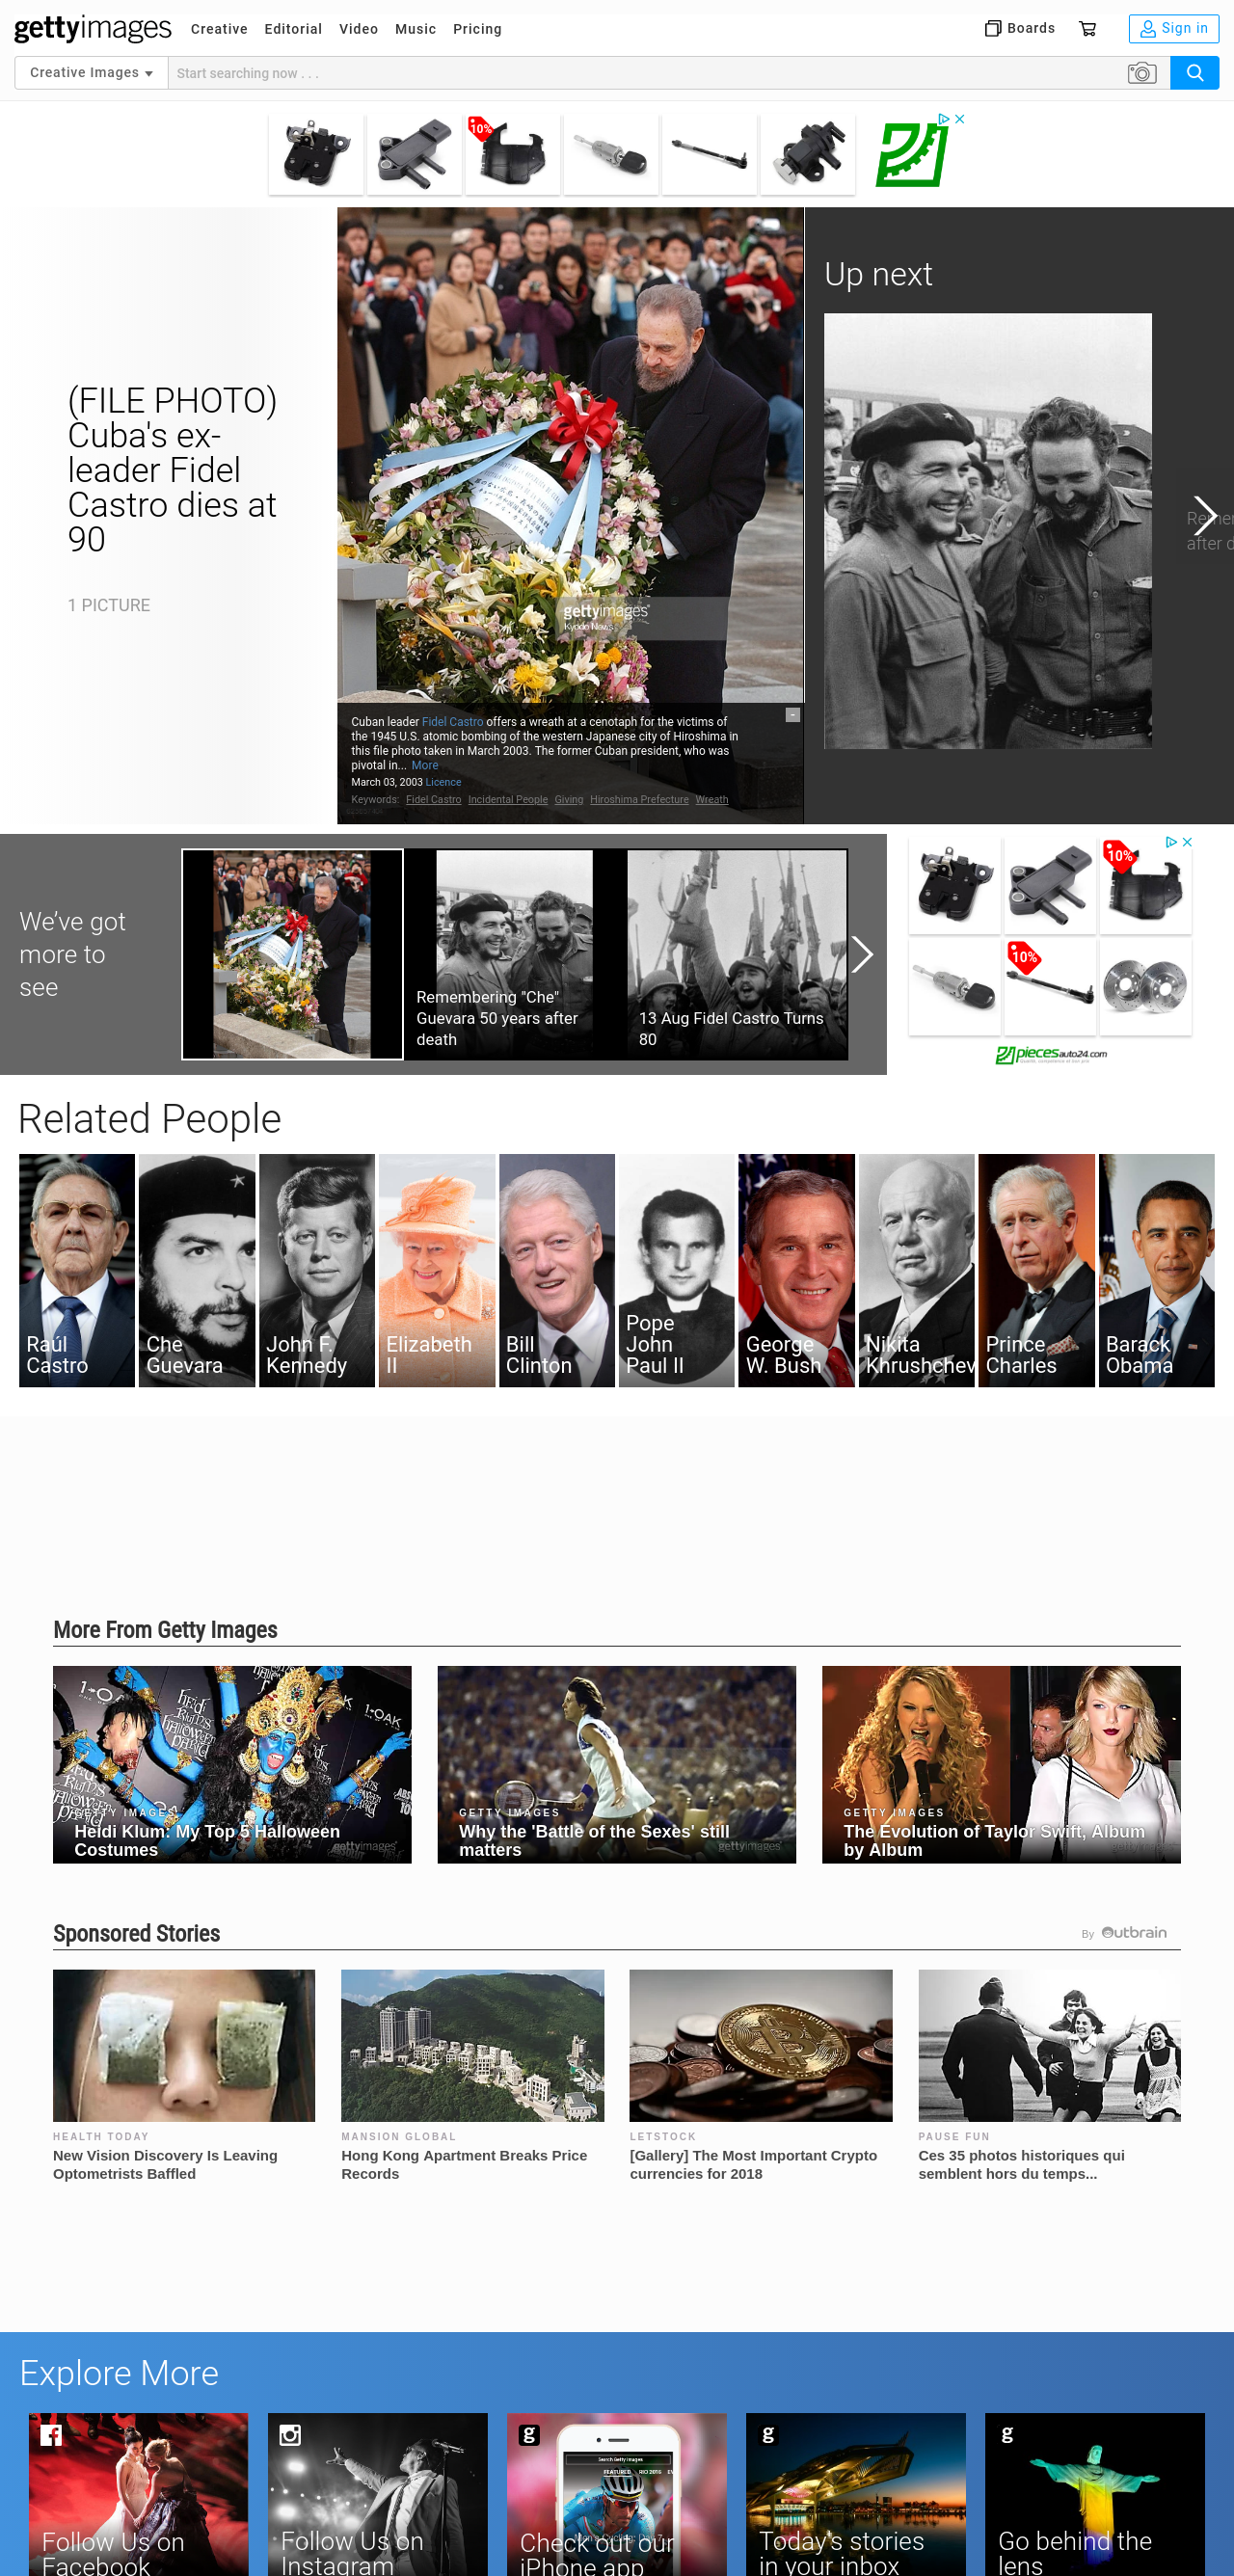 gettyimages Creative Editorial Video Music Pricing Boards Sign in
Creative Images Start searching now . . .
10%
Up next
(FILE PHOTO)
Cuba's ex-
leader Fidel
Castro dies at
90
1 PICTURE
gettyimages
Kyodo News
Remem
after d
Cuban leader Fidel Castro offers a wreath at a cenotaph for the victims of
the 1945 U.S. atomic bombing of the western Japanese city of Hiroshima in
this file photo taken in March 2003. The former Cuban president, who was
pivotal in... More
March 03, 2003 Licence
Keywords: Fidel Castro Incidental People Giving Hiroshima Prefecture Wreath
We've got
more to
see
Remembering "Che"
Guevara 50 years after
death
13 Aug Fidel Castro Turns
80
10%
10%
piecesauto24.com
Related People
Raúl
Castro
Che
Guevara
John F.
Kennedy
Elizabeth
II
Bill
Clinton
Pope
John
Paul II
George
W. Bush
Nikita
Khrushchev
Prince
Charles
Barack
Obama
More From Getty Images
GETTY IMAGES
Heidi Klum: My Top 5 Halloween
Costumes
gettyimages
GETTY IMAGES
Why the 'Battle of the Sexes' still
matters
gettyimages
GETTY IMAGES
The Evolution of Taylor Swift, Album
by Album
Sponsored Stories
By Outbrain
HEALTH TODAY
New Vision Discovery Is Leaving
Optometrists Baffled
MANSION GLOBAL
Hong Kong Apartment Breaks Price
Records
LETSTOCK
[Gallery] The Most Important Crypto
currencies for 2018
PAUSE FUN
Ces 35 photos historiques qui
semblent hors du temps...
Explore More
Follow Us on
Facebook
Follow Us on
Instagram
g
Search Getty Images
FEATURED RIO 2016
Check out our
iPhone app
g
Today's stories
in your inbox
g
Go behind the
lens